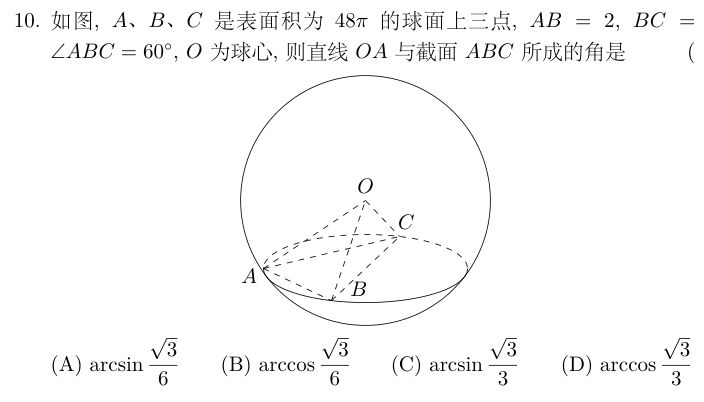 10. 如图, A、B、C 是表面积为 48π 的球面上三点, AB = 2, BC =
∠ABC = 60°, O 为球心, 则直线 OA 与截面 ABC 所成的角是 (
O
C
A
B
(A) arcsin √3/6 (B) arccos √3/6 (C) arcsin √3/3 (D) arccos √3/3